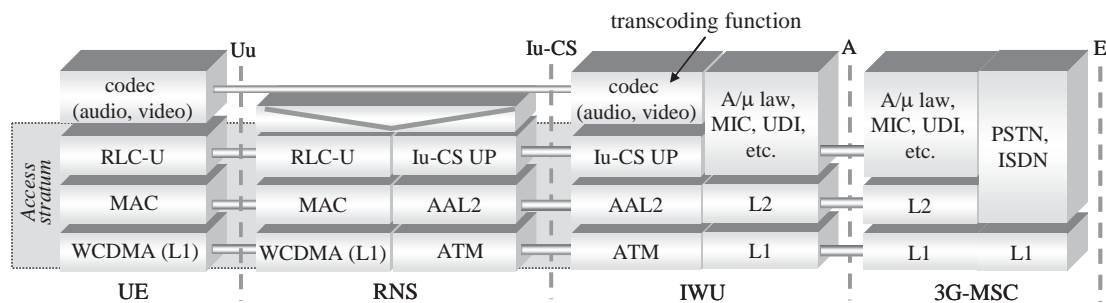 transcoding function
Uu
Iu-CS
A
E
codec
(audio, video)
codec
(audio, video)
A/μ law,
MIC, UDI,
etc.
A/μ law,
MIC, UDI,
etc.
PSTN,
ISDN
Access
stratum
RLC-U
RLC-U
Iu-CS UP
Iu-CS UP
MAC
MAC
AAL2
AAL2
L2
L2
WCDMA (L1)
WCDMA (L1)
ATM
ATM
L1
L1
L1
UE
RNS
IWU
3G-MSC